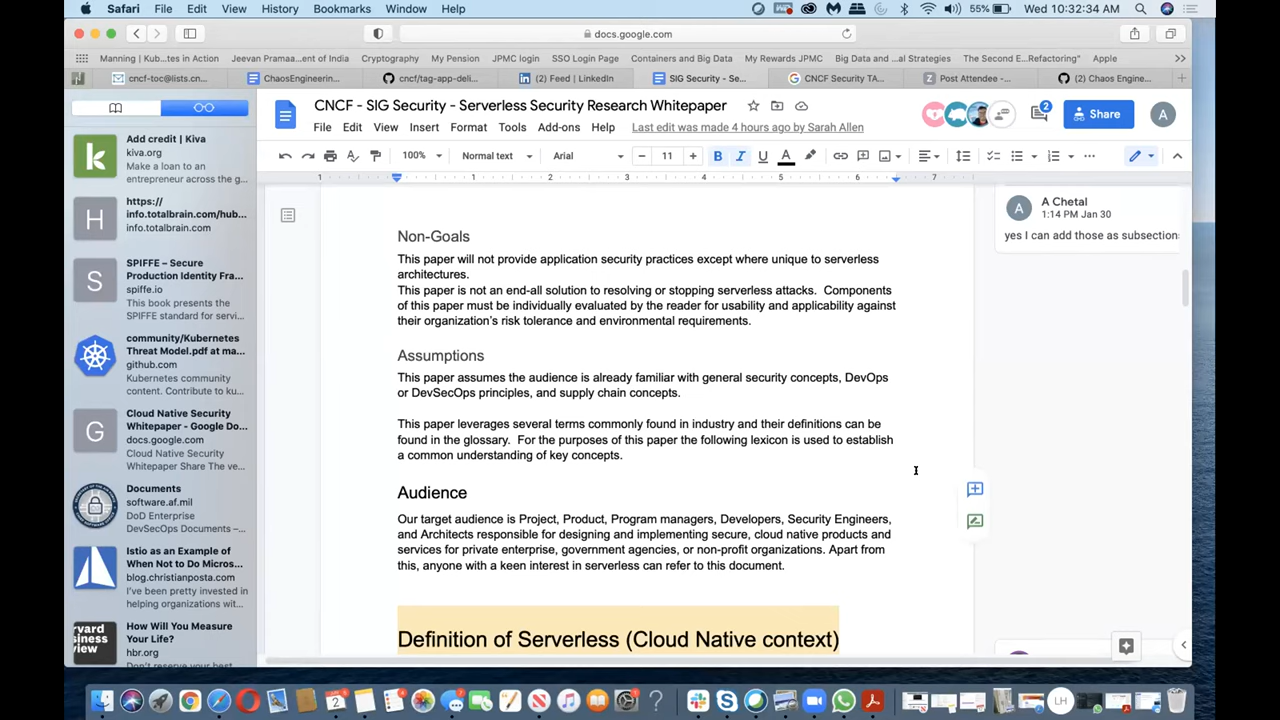 Safari File Edit View History Bookmarks Window Help
55% Wed 10:32:34 AM
docs.google.com
Manning | Ku...tes in Action Jeevan Pramaa...ent of India Cryptography My Pension JPMC login SSO Login Page Containers and Big Data My Rewards JPMC Big Data and...al Strategies The Second E..."Refactoring" Apple
cncf-toc@lists.cn... ChaosEngineerin... cncf/tag-app-deli... (2) Feed | LinkedIn SIG Security - Se... CNCF Security TA... Post Attendee - ... (2) Chaos Engine...
CNCF - SIG Security - Serverless Security Research Whitepaper
File Edit View Insert Format Tools Add-ons Help Last edit was made 4 hours ago by Sarah Allen
2 Share A
100% Normal text Arial 11 B I U A
1 1 2 3 4 5 6 7
Add credit | Kiva
kiva.org
Make a loan to an
entrepreneur across the g...
H
https://
info.totalbrain.com/hub...
info.totalbrain.com
S
SPIFFE – Secure
Production Identity Fra...
spiffe.io
This book presents the
SPIFFE standard for servi...
community/Kubernetes
Threat Model.pdf at ma...
github.com
Kubernetes community
content. Contribute to ku...
G
Cloud Native Security
Whitepaper - Google Do...
docs.google.com
Cloud Native Security
Whitepaper Share The ve...
Documents
software.af.mil
DoD Enterprise
DevSecOps Documents –...
Istio as an Example of
When Not to Do Micros...
blog.christianposta.com
I've been pretty invested in
helping organizations wit...
How Will You Measure
Your Life?
hbr.org
Don't reserve your best
Non-Goals
This paper will not provide application security practices except where unique to serverless
architectures.
This paper is not an end-all solution to resolving or stopping serverless attacks. Components
of this paper must be individually evaluated by the reader for usability and applicability against
their organization's risk tolerance and environmental requirements.
Assumptions
This paper assumes the audience is already familiar with general security concepts, DevOps
or DevSecOps principles, and supply chain concepts.
This paper leverages several terms commonly found in industry and their definitions can be
found in the glossary. For the purposes of this paper the following lexicon is used to establish
a common understanding of key concepts.
Audience
Our target audience is Project, Product, Program managers, Developers, Security Engineers,
and Architects responsible for designing and implementing secure cloud native products and
services for private enterprise, government agencies or non-profit organizations. Apart from
this, anyone with a keen interest in serverless can refer to this document.
Definition of Serverless (Cloud Native context)
A
A Chetal
1:14 PM Jan 30
yes I can add those as subsection
LH